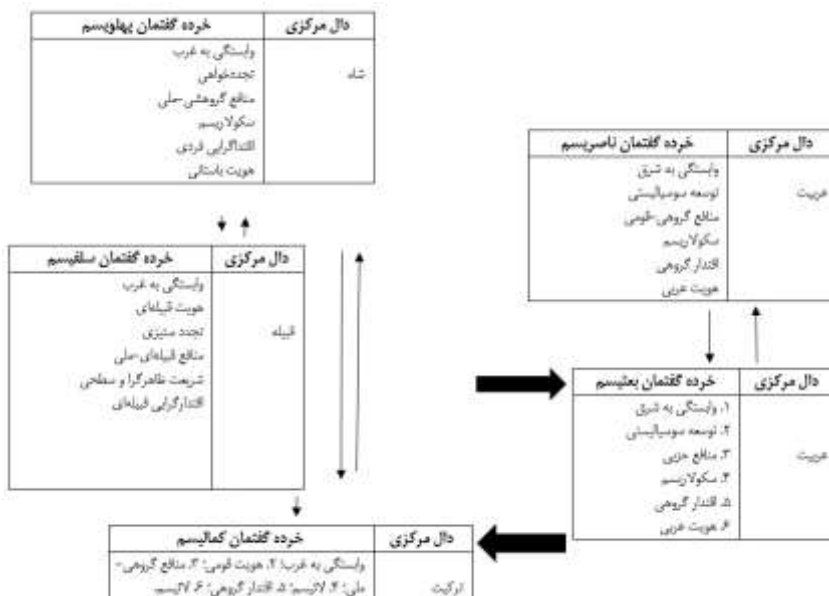 دال مرکزی خرده گفتمان پهلویسم
وابستگی به غرب
تجددخواهی
شاه
منافع گروهی-ملی
سکولاریسم
اقتداگرایی فردی
هویت باستانی
دال مرکزی خرده گفتمان ناصریسم
وابستگی به شرق
توسعه سوسیالیستی
عربیت
منافع گروهی-قومی
سکولاریسم
اقتدار گروهی
هویت عربی
دال مرکزی خرده گفتمان سلفیسم
وابستگی به غرب
هویت قبیله‌ای
تجدد ستیزی
قبیله
منافع قبیله‌ای-ملی
شریعت ظاهرگرا و سطحی
اقتدارگرایی قبیله‌ای
دال مرکزی خرده گفتمان بعثیسم
۱. وابستگی به شرق
۲. توسعه سوسیالیستی
۳. منافع حزبی
عربیت
۴. سکولاریسم
۵. اقتدار گروهی
۶. هویت عربی
دال مرکزی خرده گفتمان کمالیسم
وابستگی به غرب؛ ۲. هویت قومی؛ ۳. منافع گروهی-
ترکیت
ملی؛ ۴. لائیسم؛ ۵. اقتدار گروهی؛ ۶. لائیسم